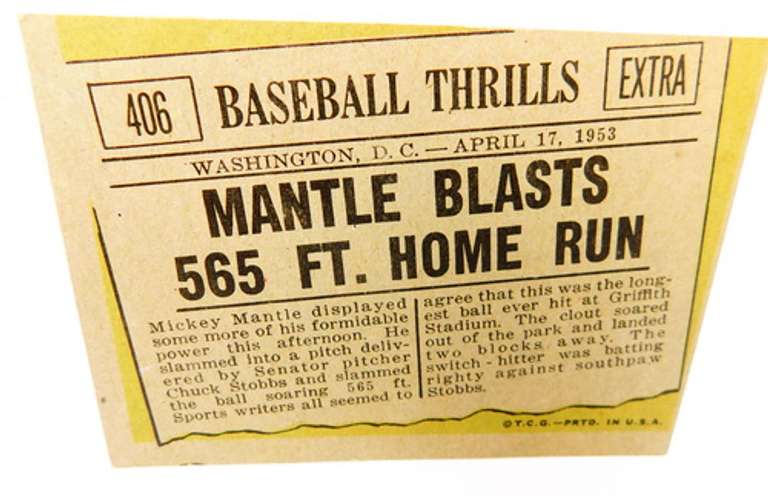 406 BASEBALL THRILLS EXTRA
WASHINGTON, D. C. — APRIL 17, 1953
MANTLE BLASTS
565 FT. HOME RUN
Mickey Mantle displayed
some more of his formidable
power this afternoon. He
slammed into a pitch deliv-
ered by Senator pitcher
Chuck Stobbs and slammed
the ball soaring 565 ft.
Sports writers all seemed to
agree that this was the long-
est ball ever hit at Griffith
Stadium. The clout soared
out of the park and landed
two blocks away. The
switch-hitter was batting
righty against southpaw
Stobbs.
©T.C.G.—PRTD. IN U.S.A.